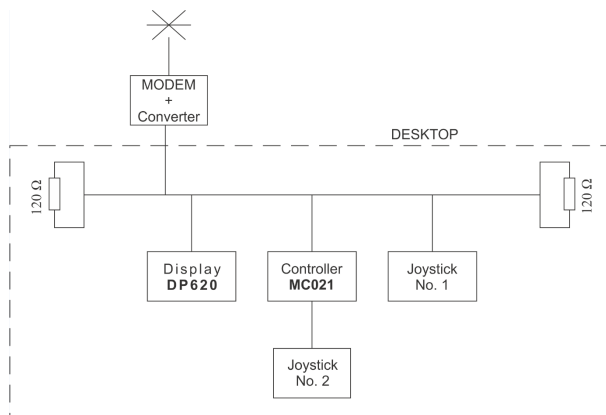 MODEM
+
Converter
DESKTOP
120 Ω
120 Ω
Display
DP620
Controller
MC021
Joystick
No. 1
Joystick
No. 2